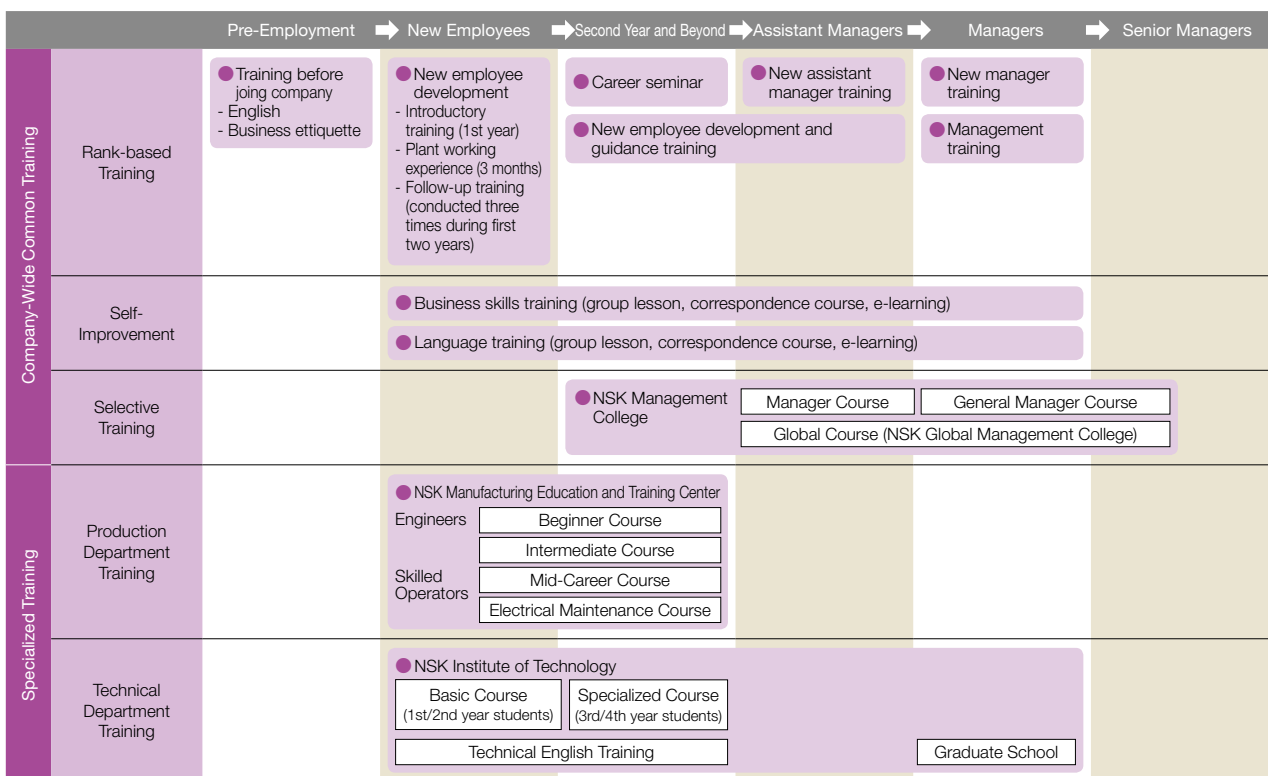 Pre-Employment
New Employees
Second Year and Beyond
Assistant Managers
Managers
Senior Managers
Company-Wide Common Training
Rank-based
Training
Training before
joing company
- English
- Business ettiquette
New employee
development
- Introductory
training (1st year)
- Plant working
experience (3 months)
- Follow-up training
(conducted three
times during first
two years)
Career seminar
New assistant
manager training
New employee development and
guidance training
New manager
training
Management
training
Self-
Improvement
Business skills training (group lesson, correspondence course, e-learning)
Language training (group lesson, correspondence course, e-learning)
Selective
Training
NSK Management
College
Manager Course
General Manager Course
Global Course (NSK Global Management College)
Specialized Training
Production
Department
Training
NSK Manufacturing Education and Training Center
Engineers
Beginner Course
Intermediate Course
Skilled
Operators
Mid-Career Course
Electrical Maintenance Course
Technical
Department
Training
NSK Institute of Technology
Basic Course
(1st/2nd year students)
Specialized Course
(3rd/4th year students)
Technical English Training
Graduate School